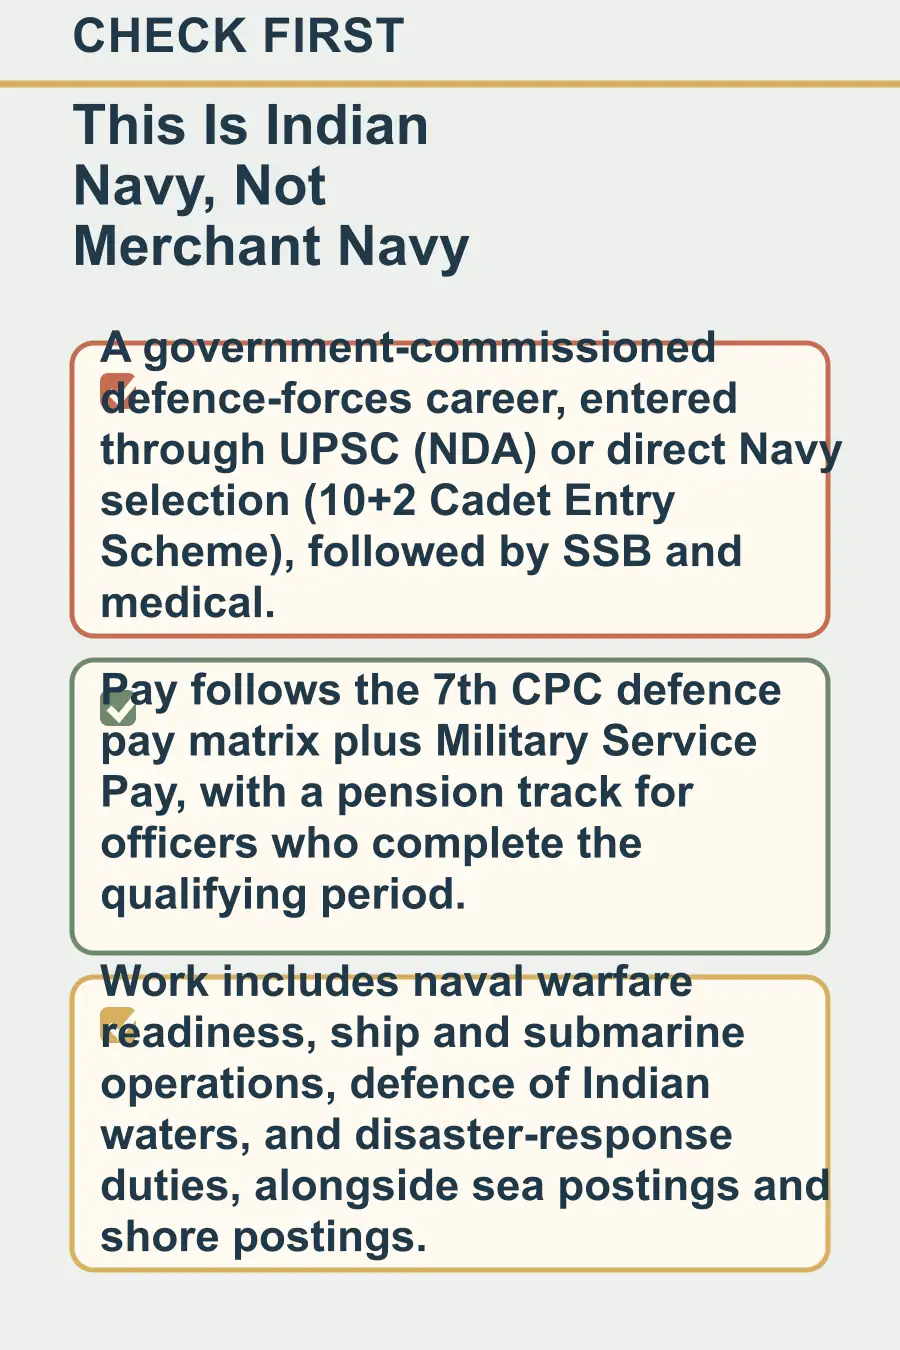 CHECK FIRST
This Is Indian
Navy, Not
Merchant Navy
A government-commissioned
defence-forces career, entered
through UPSC (NDA) or direct Navy
selection (10+2 Cadet Entry
Scheme), followed by SSB and
medical.
Pay follows the 7th CPC defence
pay matrix plus Military Service
Pay, with a pension track for
officers who complete the
qualifying period.
Work includes naval warfare
readiness, ship and submarine
operations, defence of Indian
waters, and disaster-response
duties, alongside sea postings and
shore postings.